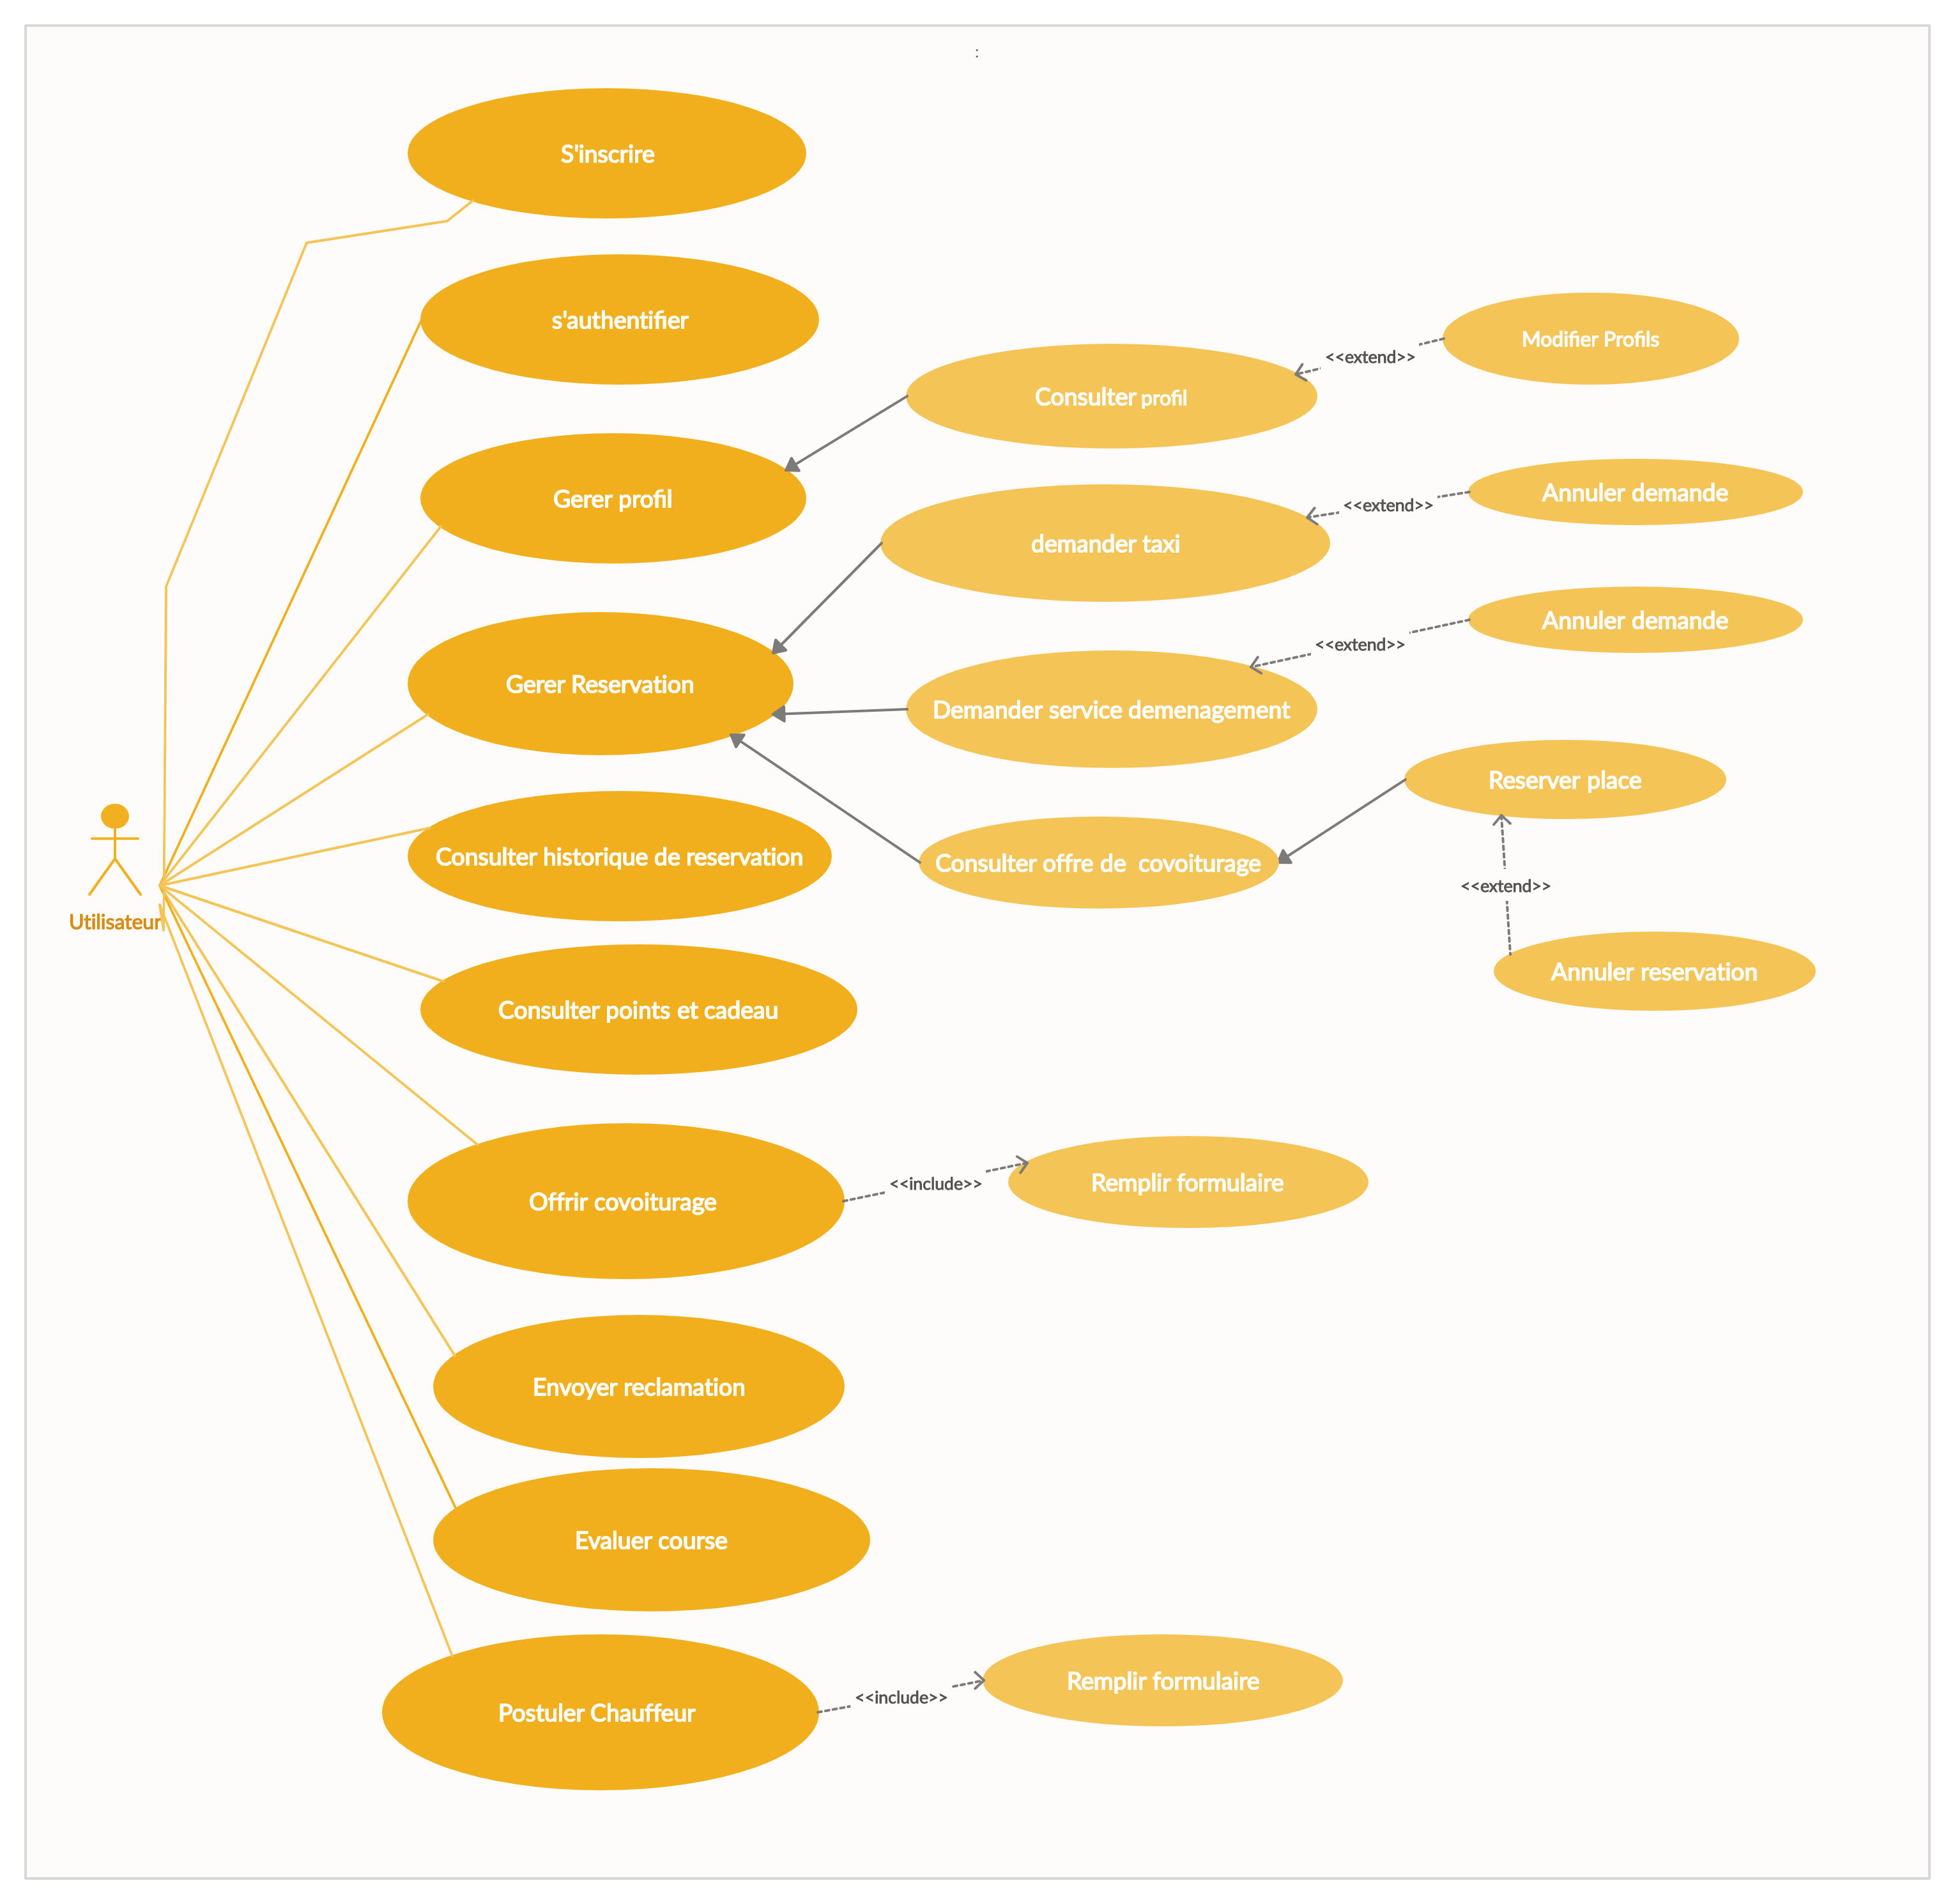 :
S'inscrire
s'authentifier
Modifier Profils
<<extend>>
Consulter profil
Gerer profil
Annuler demande
<<extend>>
demander taxi
Annuler demande
<<extend>>
Gerer Reservation
Demander service demenagement
Reserver place
Consulter historique de reservation
Consulter offre de  covoiturage
<<extend>>
Utilisateur
Annuler reservation
Consulter points et cadeau
Offrir covoiturage
<<include>>
Remplir formulaire
Envoyer reclamation
Evaluer course
Postuler Chauffeur
<<include>>
Remplir formulaire